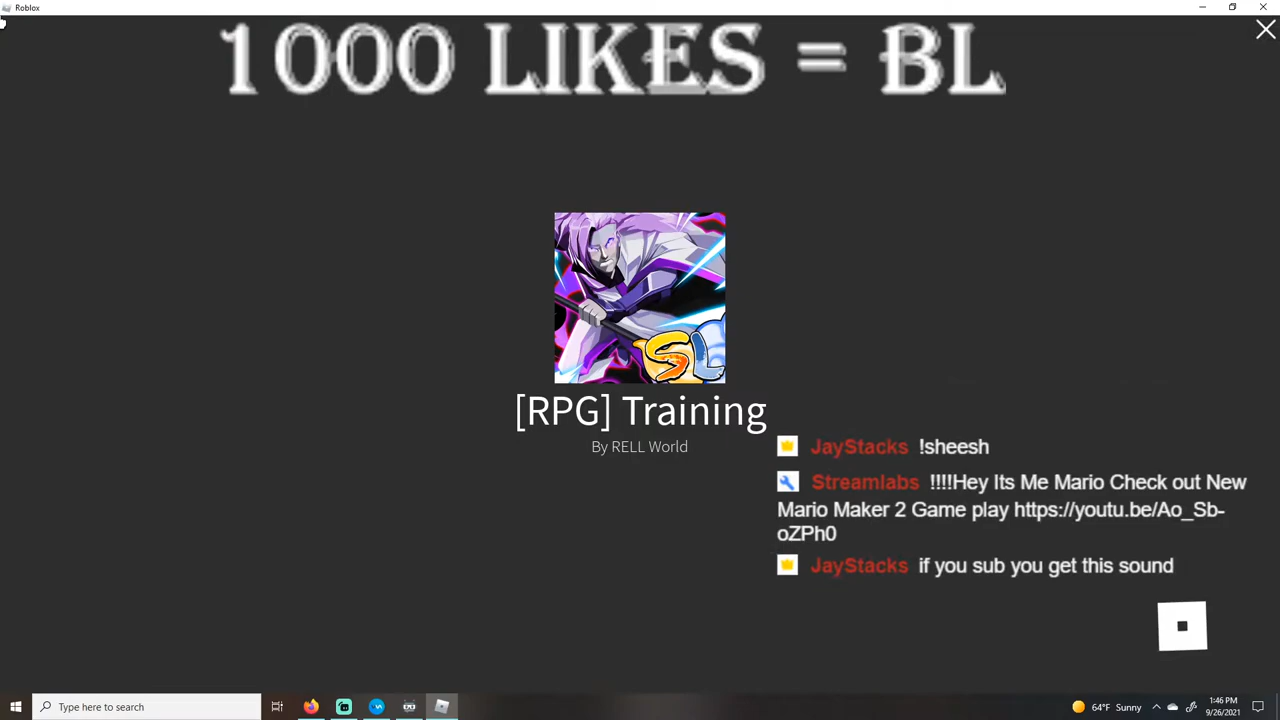 Roblox
1000 LIKES = BL
SL
[RPG] Training
By RELL World
JayStacks !sheesh
Streamlabs !!!!Hey Its Me Mario Check out New
Mario Maker 2 Game play https://youtu.be/Ao_Sb-
oZPh0
JayStacks if you sub you get this sound
Type here to search
64°F Sunny
1:46 PM
9/26/2021